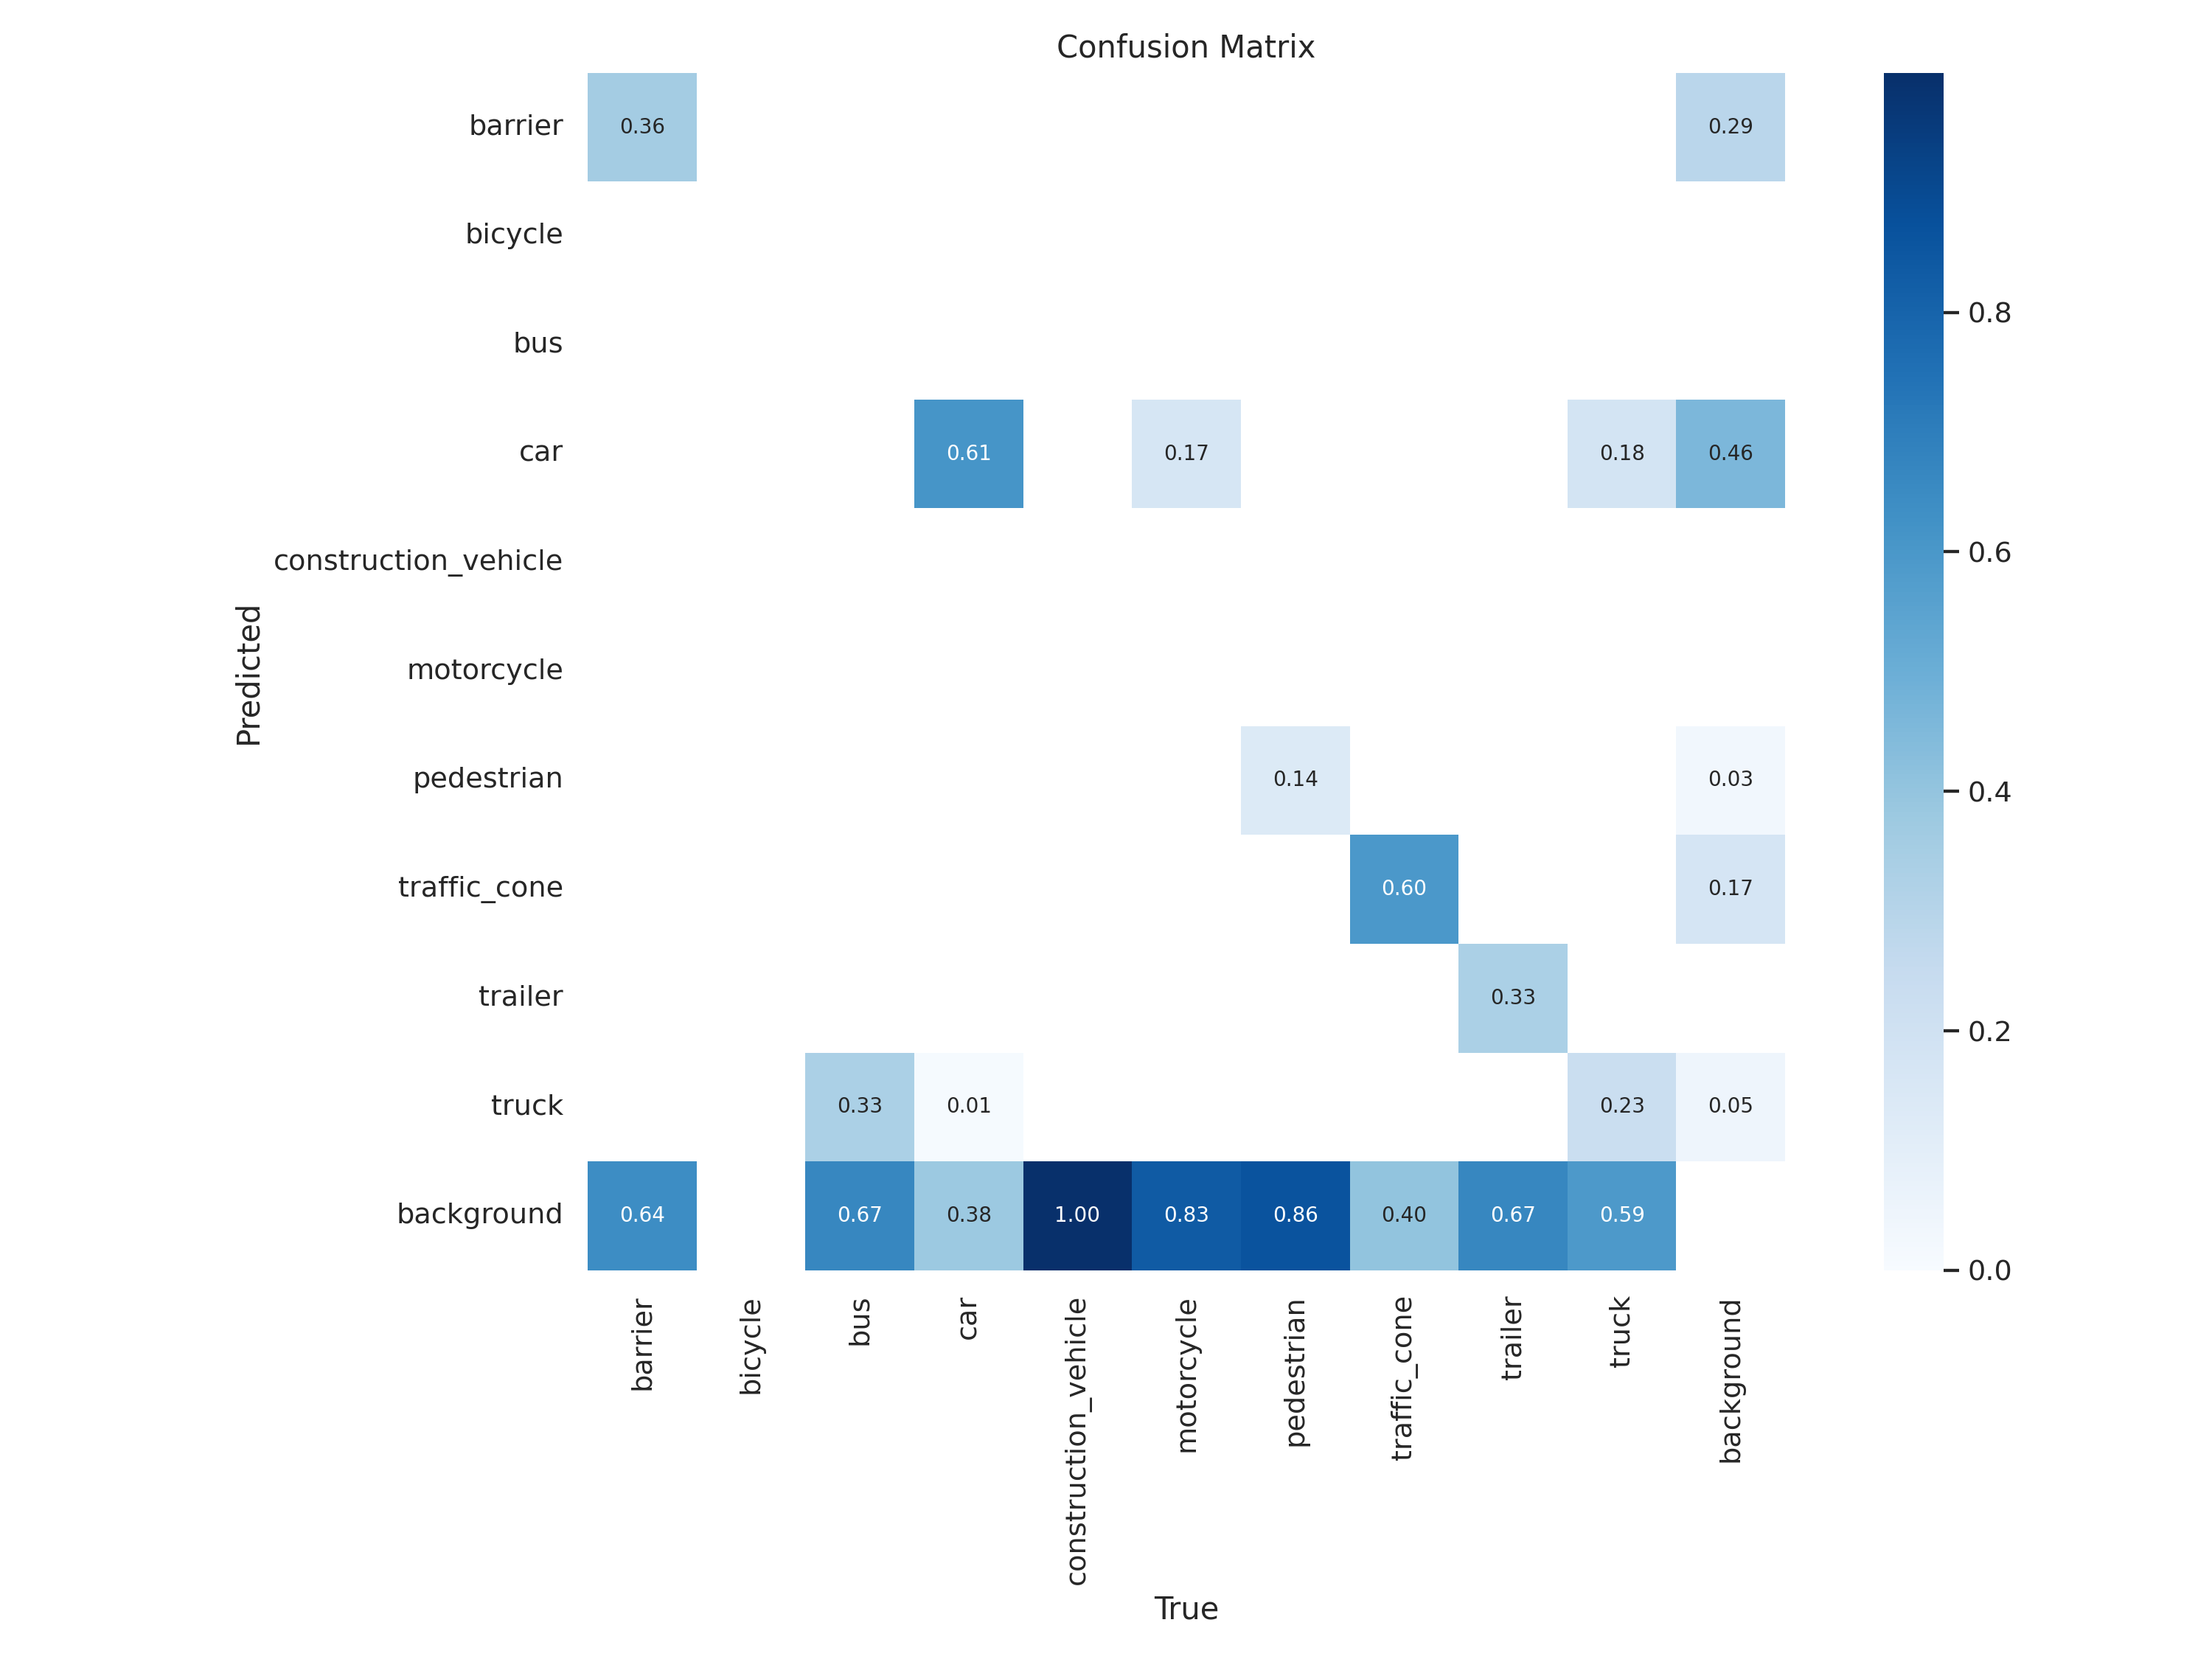 Confusion Matrix
barrier 0.36 0.29
bicycle
bus
car 0.61 0.17 0.18 0.46
construction_vehicle
motorcycle
pedestrian 0.14 0.03
traffic_cone 0.60 0.17
trailer 0.33
truck 0.33 0.01 0.23 0.05
background 0.64 0.67 0.38 1.00 0.83 0.86 0.40 0.67 0.59
Predicted
barrier bicycle bus car construction_vehicle motorcycle pedestrian traffic_cone trailer truck background
True
0.8
0.6
0.4
0.2
0.0